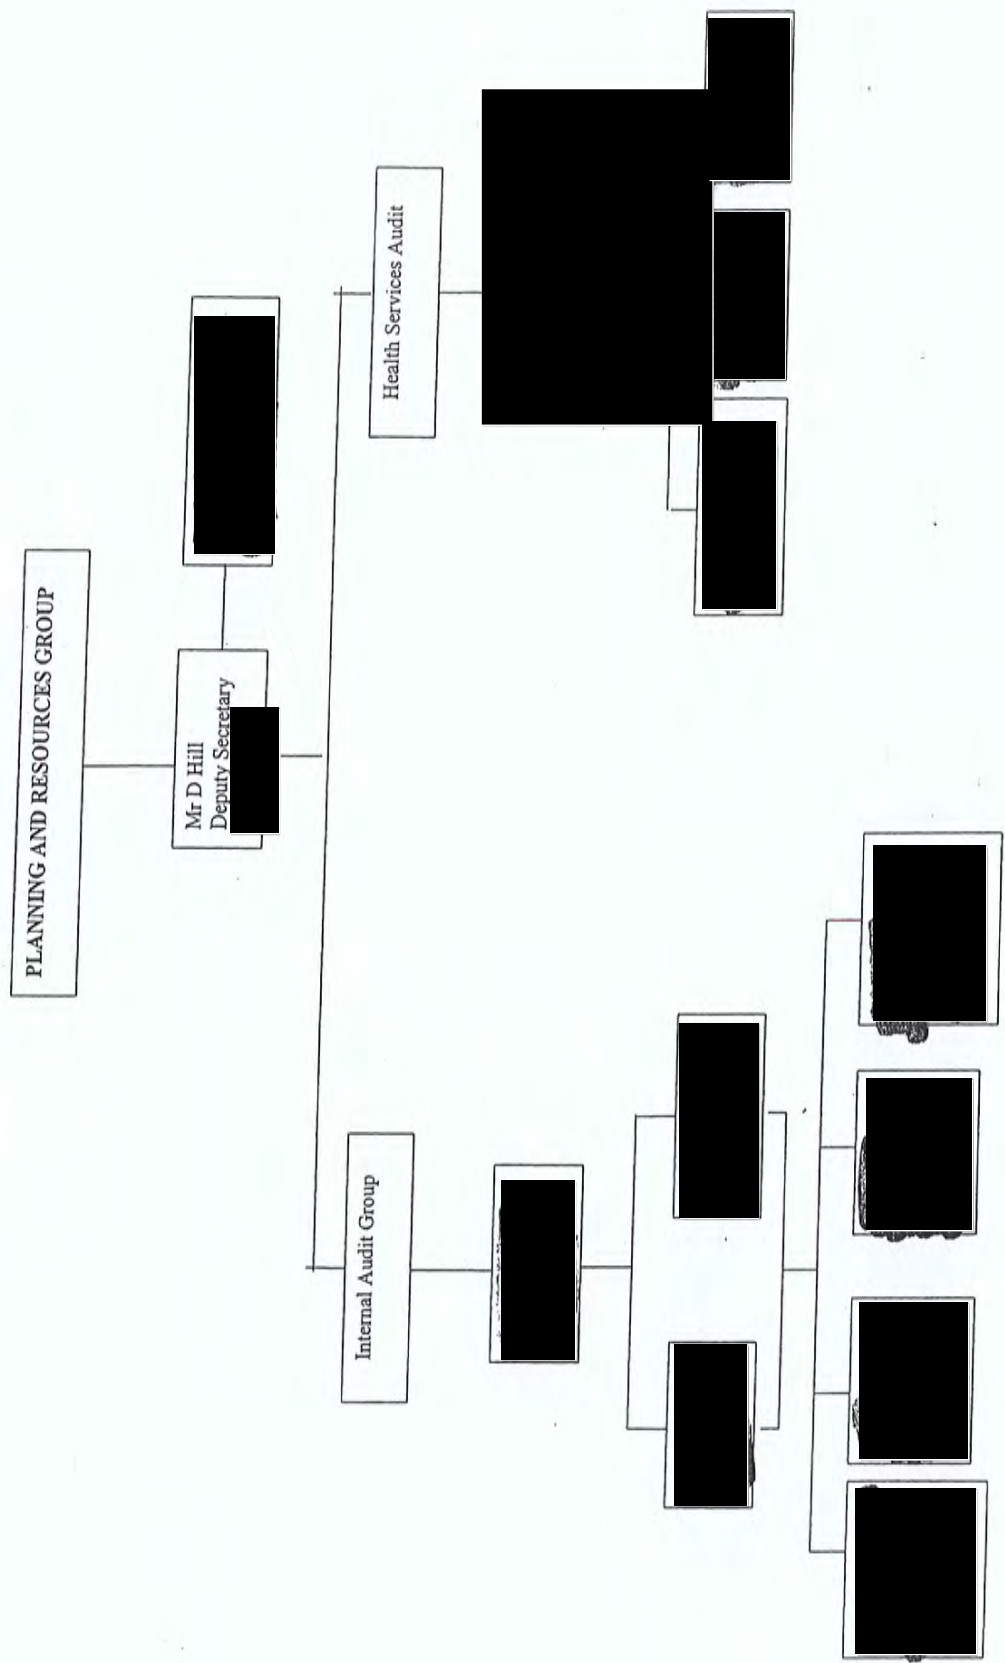 PLANNING AND RESOURCES GROUP
Mr D Hill
Deputy Secretary
Internal Audit Group
Health Services Audit